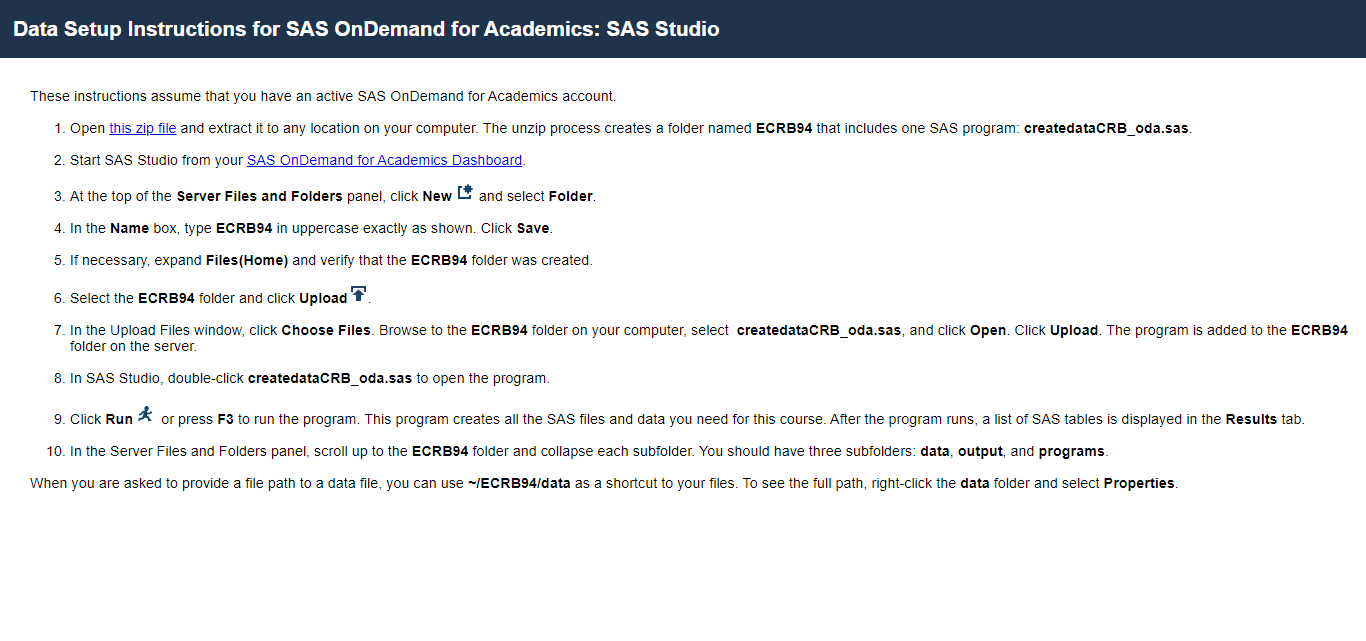 Data Setup Instructions for SAS OnDemand for Academics: SAS Studio
These instructions assume that you have an active SAS OnDemand for Academics account.
1. Open this zip file and extract it to any location on your computer. The unzip process creates a folder named ECRB94 that includes one SAS program: createdataCRB_oda.sas.
2. Start SAS Studio from your SAS OnDemand for Academics Dashboard.
3. At the top of the Server Files and Folders panel, click New and select Folder.
4. In the Name box, type ECRB94 in uppercase exactly as shown. Click Save.
5. If necessary, expand Files(Home) and verify that the ECRB94 folder was created.
6. Select the ECRB94 folder and click Upload .
7. In the Upload Files window, click Choose Files. Browse to the ECRB94 folder on your computer, select createdataCRB_oda.sas, and click Open. Click Upload. The program is added to the ECRB94
folder on the server.
8. In SAS Studio, double-click createdataCRB_oda.sas to open the program.
9. Click Run or press F3 to run the program. This program creates all the SAS files and data you need for this course. After the program runs, a list of SAS tables is displayed in the Results tab.
10. In the Server Files and Folders panel, scroll up to the ECRB94 folder and collapse each subfolder. You should have three subfolders: data, output, and programs.
When you are asked to provide a file path to a data file, you can use ~/ECRB94/data as a shortcut to your files. To see the full path, right-click the data folder and select Properties.